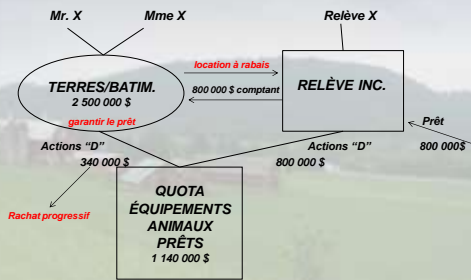 Mr. X
Mme X
Relève X
location à rabais
TERRES/BATIM.
2 500 000 $
garantir le prêt
800 000 $ comptant
RELÈVE INC.
Prêt
800 000$
Actions “D”
340 000 $
Actions “D”
800 000 $
Rachat progressif
QUOTA
ÉQUIPEMENTS
ANIMAUX
PRÊTS
1 140 000 $